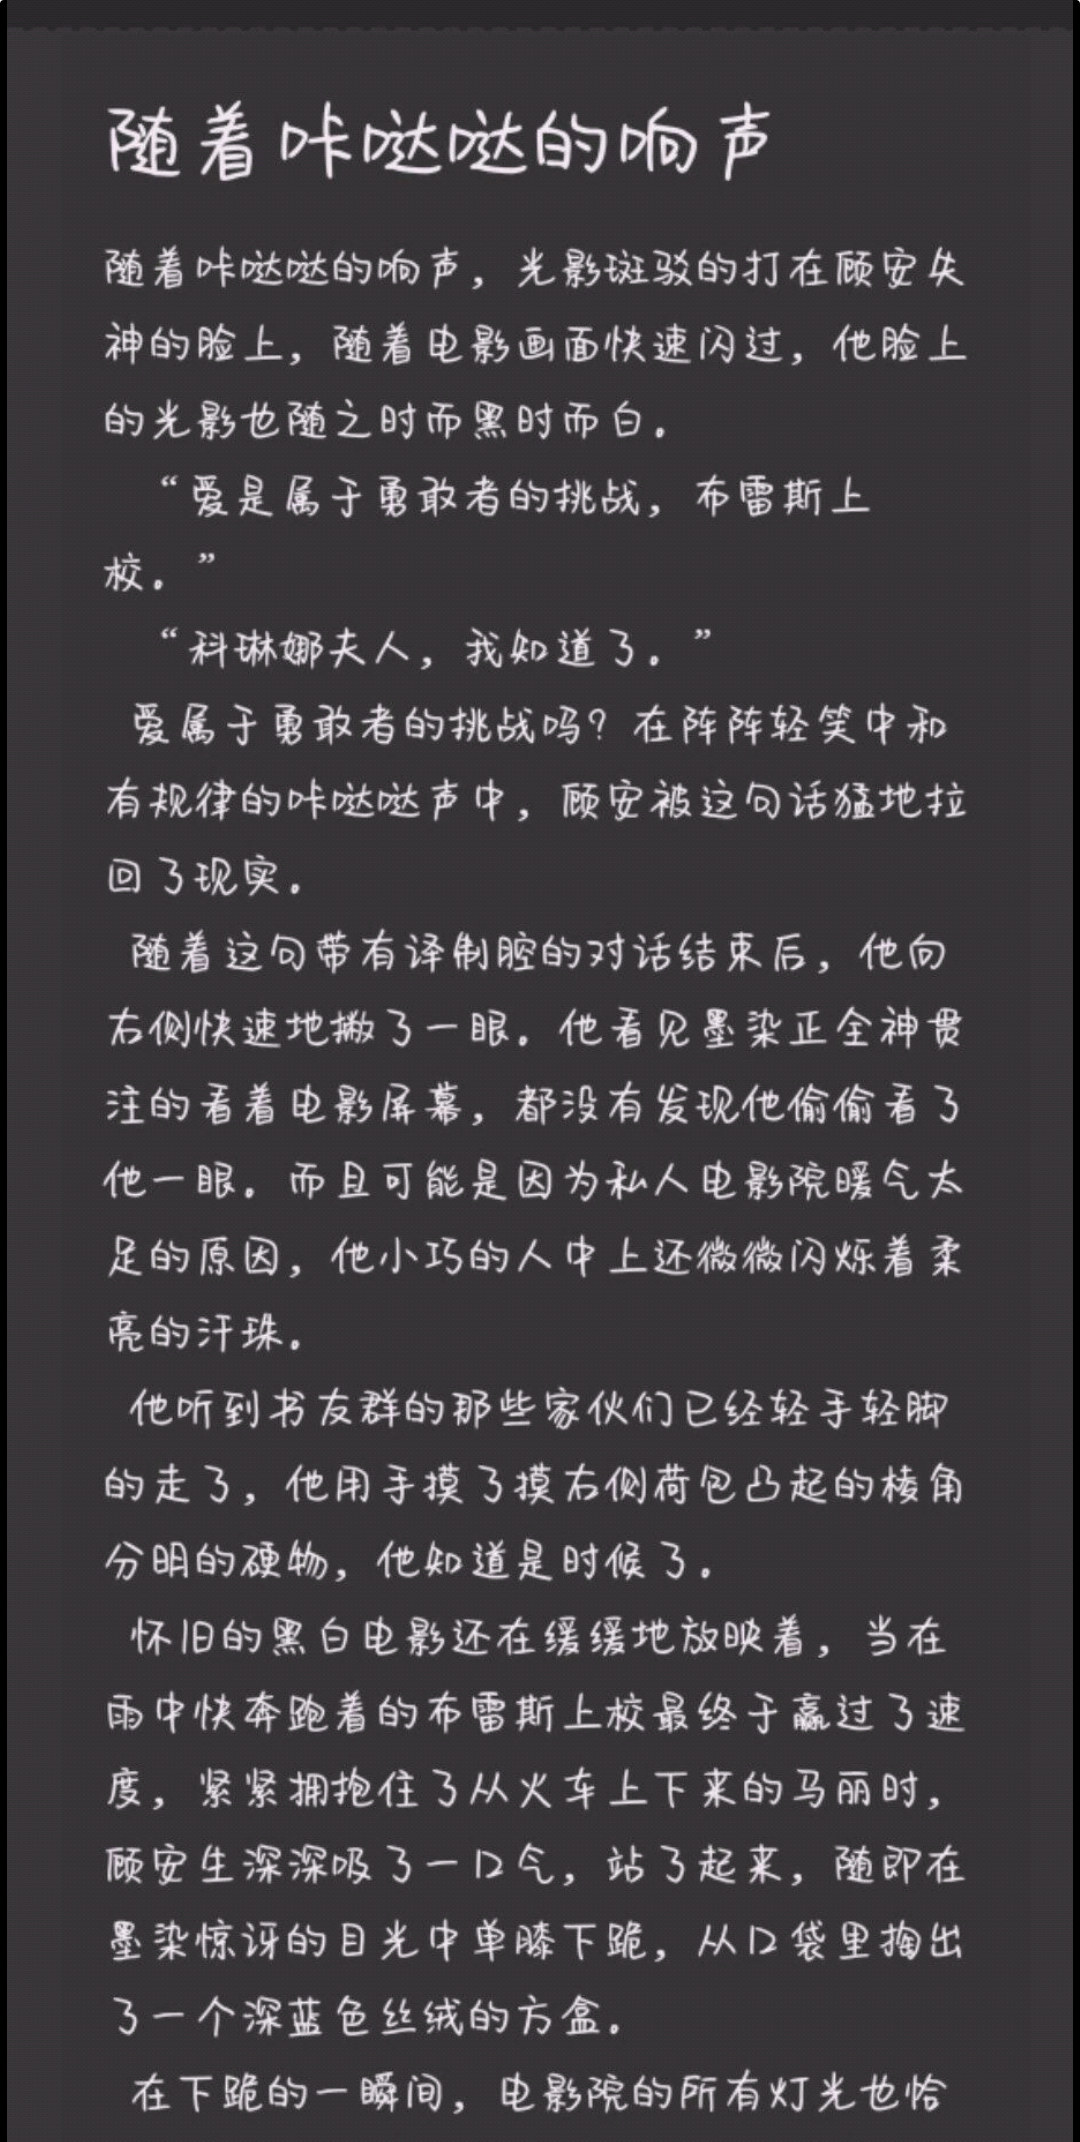 随着咔哒哒的响声
随着咔哒哒的响声，光影斑驳的打在顾安失
神的脸上，随着电影画面快速闪过，他脸上
的光影也随之时而黑时而白。
“爱是属于勇敢者的挑战，布雷斯上
校。”
“科琳娜夫人，我知道了。”
爱属于勇敢者的挑战吗？在阵阵轻笑中和
有规律的咔哒哒声中，顾安被这句话猛地拉
回了现实。
随着这句带有译制腔的对话结束后，他向
右侧快速地撇了一眼。他看见墨染正全神贯
注的看着电影屏幕，都没有发现他偷偷看了
他一眼。而且可能是因为私人电影院暖气太
足的原因，他小巧的人中上还微微闪烁着柔
亮的汗珠。
他听到书友群的那些家伙们已经轻手轻脚
的走了，他用手摸了摸右侧荷包凸起的棱角
分明的硬物，他知道是时候了。
怀旧的黑白电影还在缓缓地放映着，当在
雨中快奔跑着的布雷斯上校最终于赢过了速
度，紧紧拥抱住了从火车上下来的马丽时，
顾安生深深吸了一口气，站了起来，随即在
墨染惊讶的目光中单膝下跪，从口袋里掏出
了一个深蓝色丝绒的方盒。
在下跪的一瞬间，电影院的所有灯光也恰